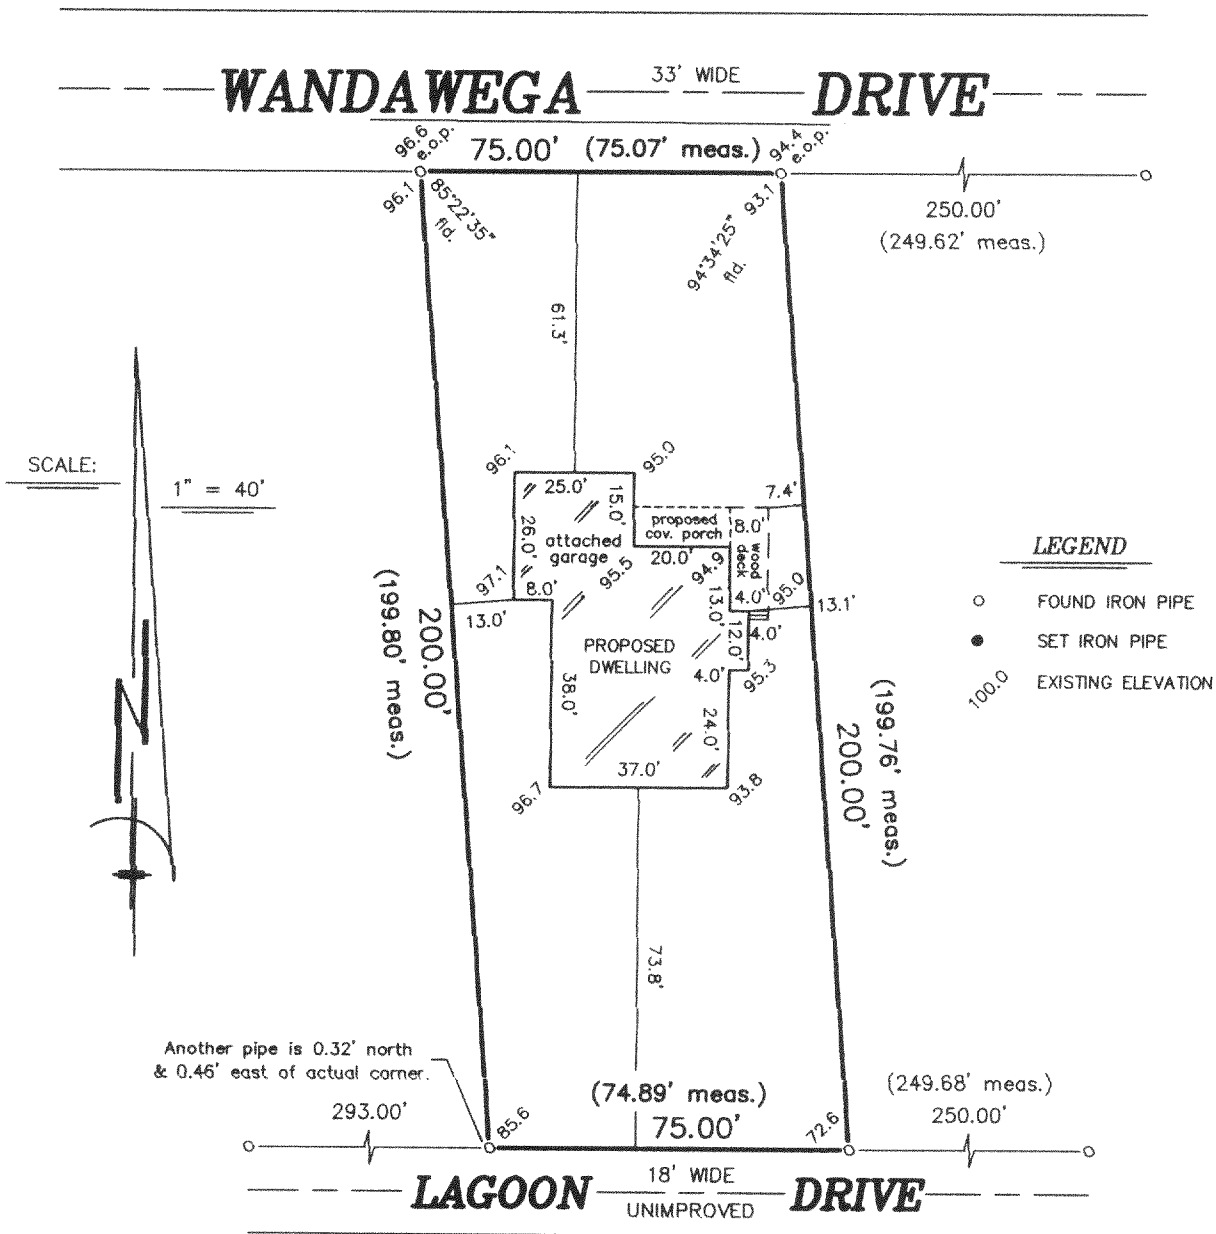 WANDAWEGA 33' WIDE DRIVE
96.6 e.o.p.
75.00' (75.07' meas.)
94.4 e.o.p.
96.1
85°22'35"
fld.
93.1
94°34'25"
fld.
250.00'
(249.62' meas.)
61.3'
SCALE:
1" = 40'
96.1
95.0
25.0'
15.0'
26.0'
attached
garage
proposed
cov. porch
20.0'
8.0'
wood
deck
4.0'
7.4'
97.1
8.0'
95.5
94.9
13.0'
95.0
13.0'
13.1'
4.0'
12.0'
4.0'
95.3
PROPOSED
DWELLING
38.0'
24.0'
37.0'
96.7
93.8
(199.80' meas.)
200.00'
(199.76' meas.)
200.00'
LEGEND
FOUND IRON PIPE
SET IRON PIPE
100.0 EXISTING ELEVATION
N
73.8'
Another pipe is 0.32' north
& 0.46' east of actual corner.
293.00'
85.6
(74.89' meas.)
75.00'
72.6
(249.68' meas.)
250.00'
LAGOON 18' WIDE DRIVE
UNIMPROVED